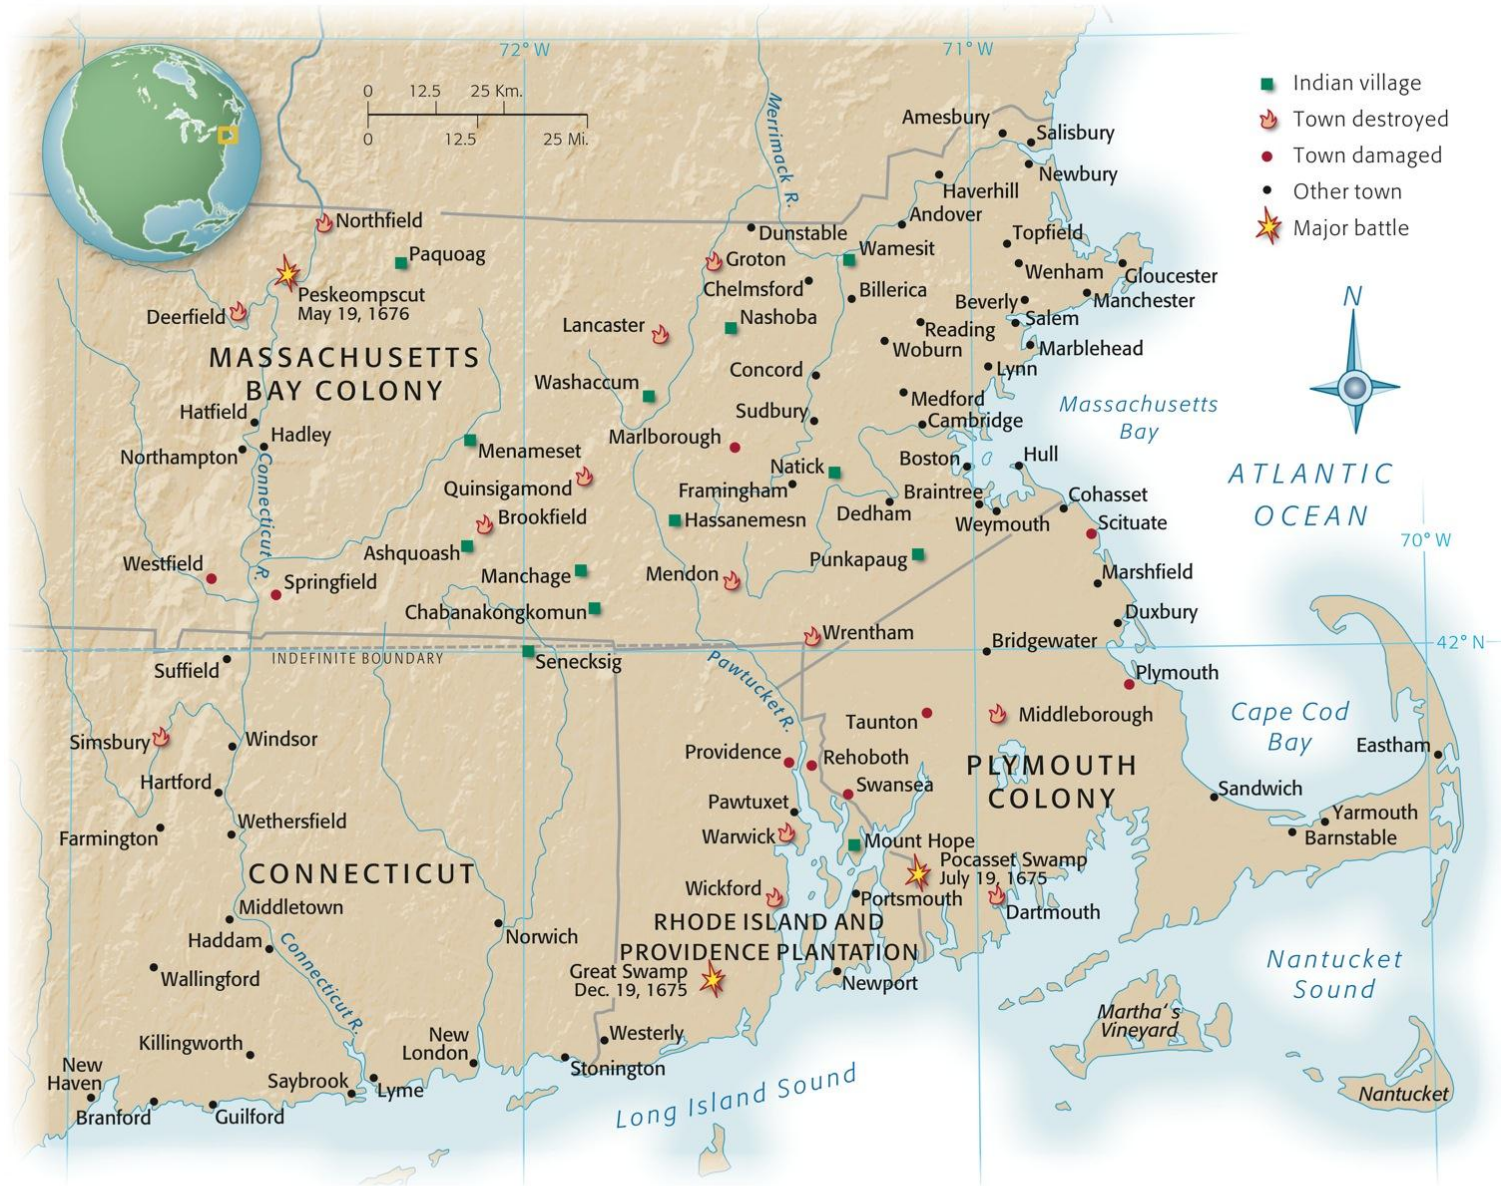 72° W
71° W
0 12.5 25 Km.
0 12.5 25 Mi.
Indian village
Town destroyed
Town damaged
Other town
Major battle
N
Merrimack R.
Amesbury
Salisbury
Newbury
Haverhill
Andover
Northfield
Paquoag
Dunstable
Topfield
Groton
Wamesit
Wenham
Gloucester
Chelmsford
Billerica
Beverly
Manchester
Peskeompscut
May 19, 1676
Deerfield
Lancaster
Nashoba
Reading
Salem
Woburn
Marblehead
MASSACHUSETTS
BAY COLONY
Concord
Lynn
Washaccum
Medford
Massachusetts
Bay
Hatfield
Sudbury
Cambridge
Hadley
Marlborough
Northampton
Menameset
Natick
Boston
Hull
ATLANTIC
OCEAN
Connecticut R.
Quinsigamond
Framingham
Braintree
Cohasset
Brookfield
Hassanemesn
Dedham
Weymouth
Scituate
70° W
Ashquoash
Punkapaug
Westfield
Springfield
Manchage
Mendon
Marshfield
Chabanakongkomun
Duxbury
Wrentham
Bridgewater
42° N
INDEFINITE BOUNDARY
Suffield
Senecksig
Pawtucket R.
Plymouth
Taunton
Middleborough
Cape Cod
Bay
Simsbury
Windsor
Providence
Rehoboth
Eastham
PLYMOUTH
COLONY
Hartford
Swansea
Sandwich
Pawtuxet
Yarmouth
Wethersfield
Farmington
Warwick
Mount Hope
Barnstable
CONNECTICUT
Pocasset Swamp
July 19, 1675
Wickford
Portsmouth
Middletown
Dartmouth
RHODE ISLAND AND
PROVIDENCE PLANTATION
Haddam
Norwich
Connecticut R.
Wallingford
Great Swamp
Dec. 19, 1675
Newport
Nantucket
Sound
Martha's
Vineyard
Killingworth
New
London
Westerly
Stonington
New
Haven
Saybrook
Lyme
Branford
Guilford
Long Island Sound
Nantucket